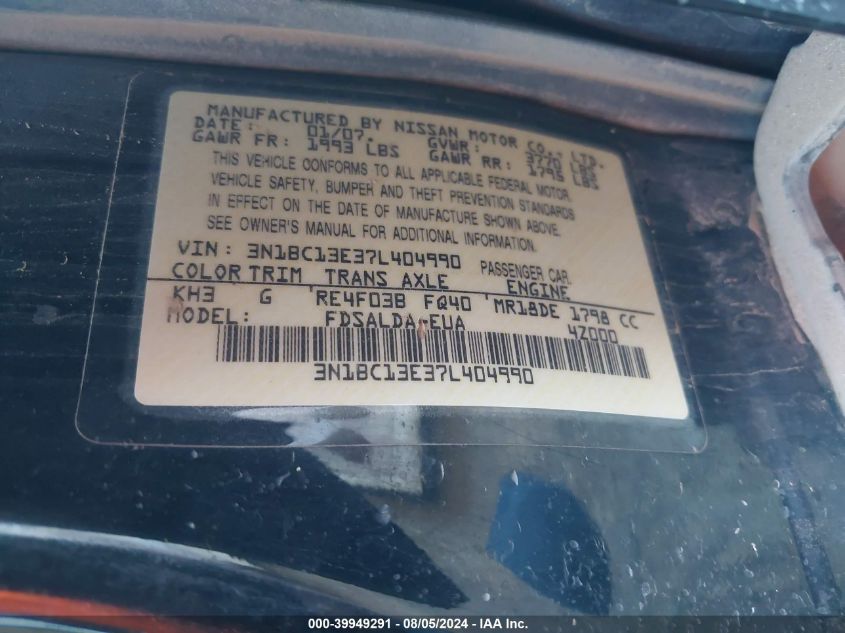 MANUFACTURED BY NISSAN MOTOR CO., LTD.
DATE: 01/07, GVWR: 3770 LBS
GAWR FR: 1993 LBS GAWR RR: 1795 LBS
THIS VEHICLE CONFORMS TO ALL APPLICABLE FEDERAL MOTOR
VEHICLE SAFETY, BUMPER AND THEFT PREVENTION STANDARDS
IN EFFECT ON THE DATE OF MANUFACTURE SHOWN ABOVE.
SEE OWNER'S MANUAL FOR ADDITIONAL INFORMATION.
VIN: 3N1BC13E37L404990 PASSENGER CAR
COLOR TRIM TRANS AXLE ENGINE
KH3 G RE4F03B FQ40 MR18DE 1798 CC
MODEL: FDSALDA-EUA 4Z000
3N1BC13E37L404990
000-39949291 - 08/05/2024 - IAA Inc.